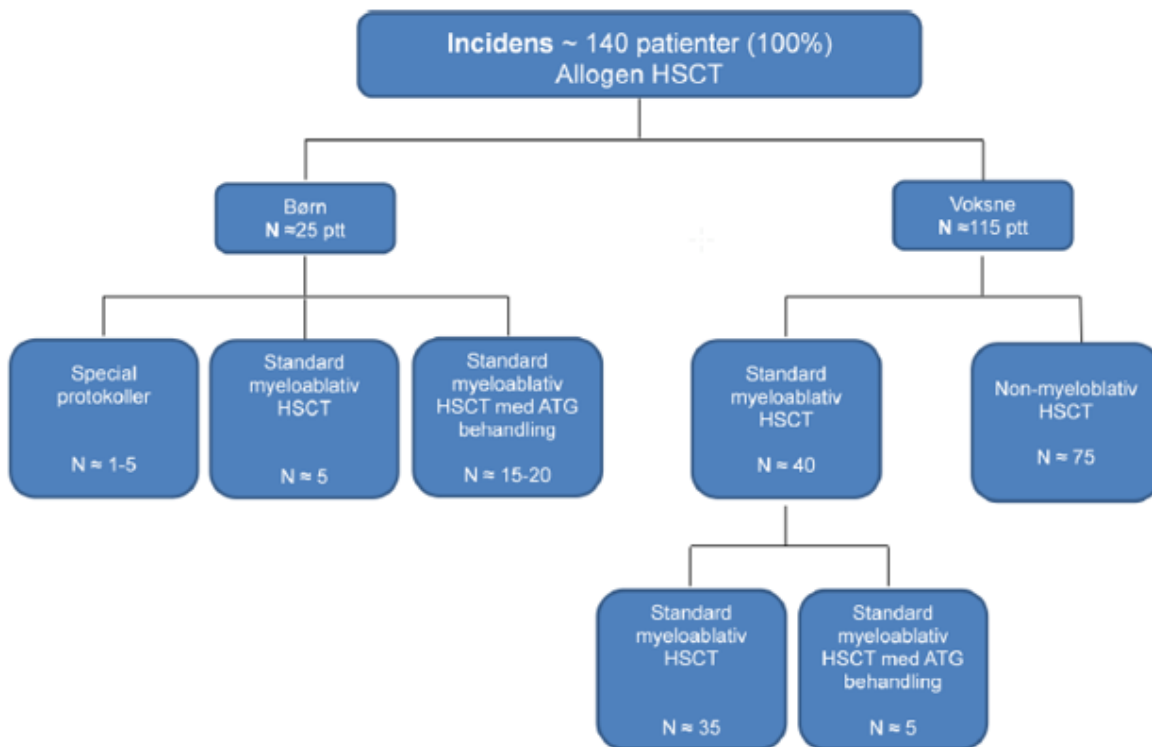 Incidens ~ 140 patienter (100%)
Allogen HSCT
Børn
N ≈25 ptt
Voksne
N ≈115 ptt
Special
protokoller
N ≈ 1-5
Standard
myeloablativ
HSCT
N ≈ 5
Standard
myeloablativ
HSCT med ATG
behandling
N ≈ 15-20
Standard
myeloablativ
HSCT
N ≈ 40
Non-myeloblativ
HSCT
N ≈ 75
Standard
myeloablativ
HSCT
N ≈ 35
Standard
myeloablativ
HSCT med ATG
behandling
N ≈ 5